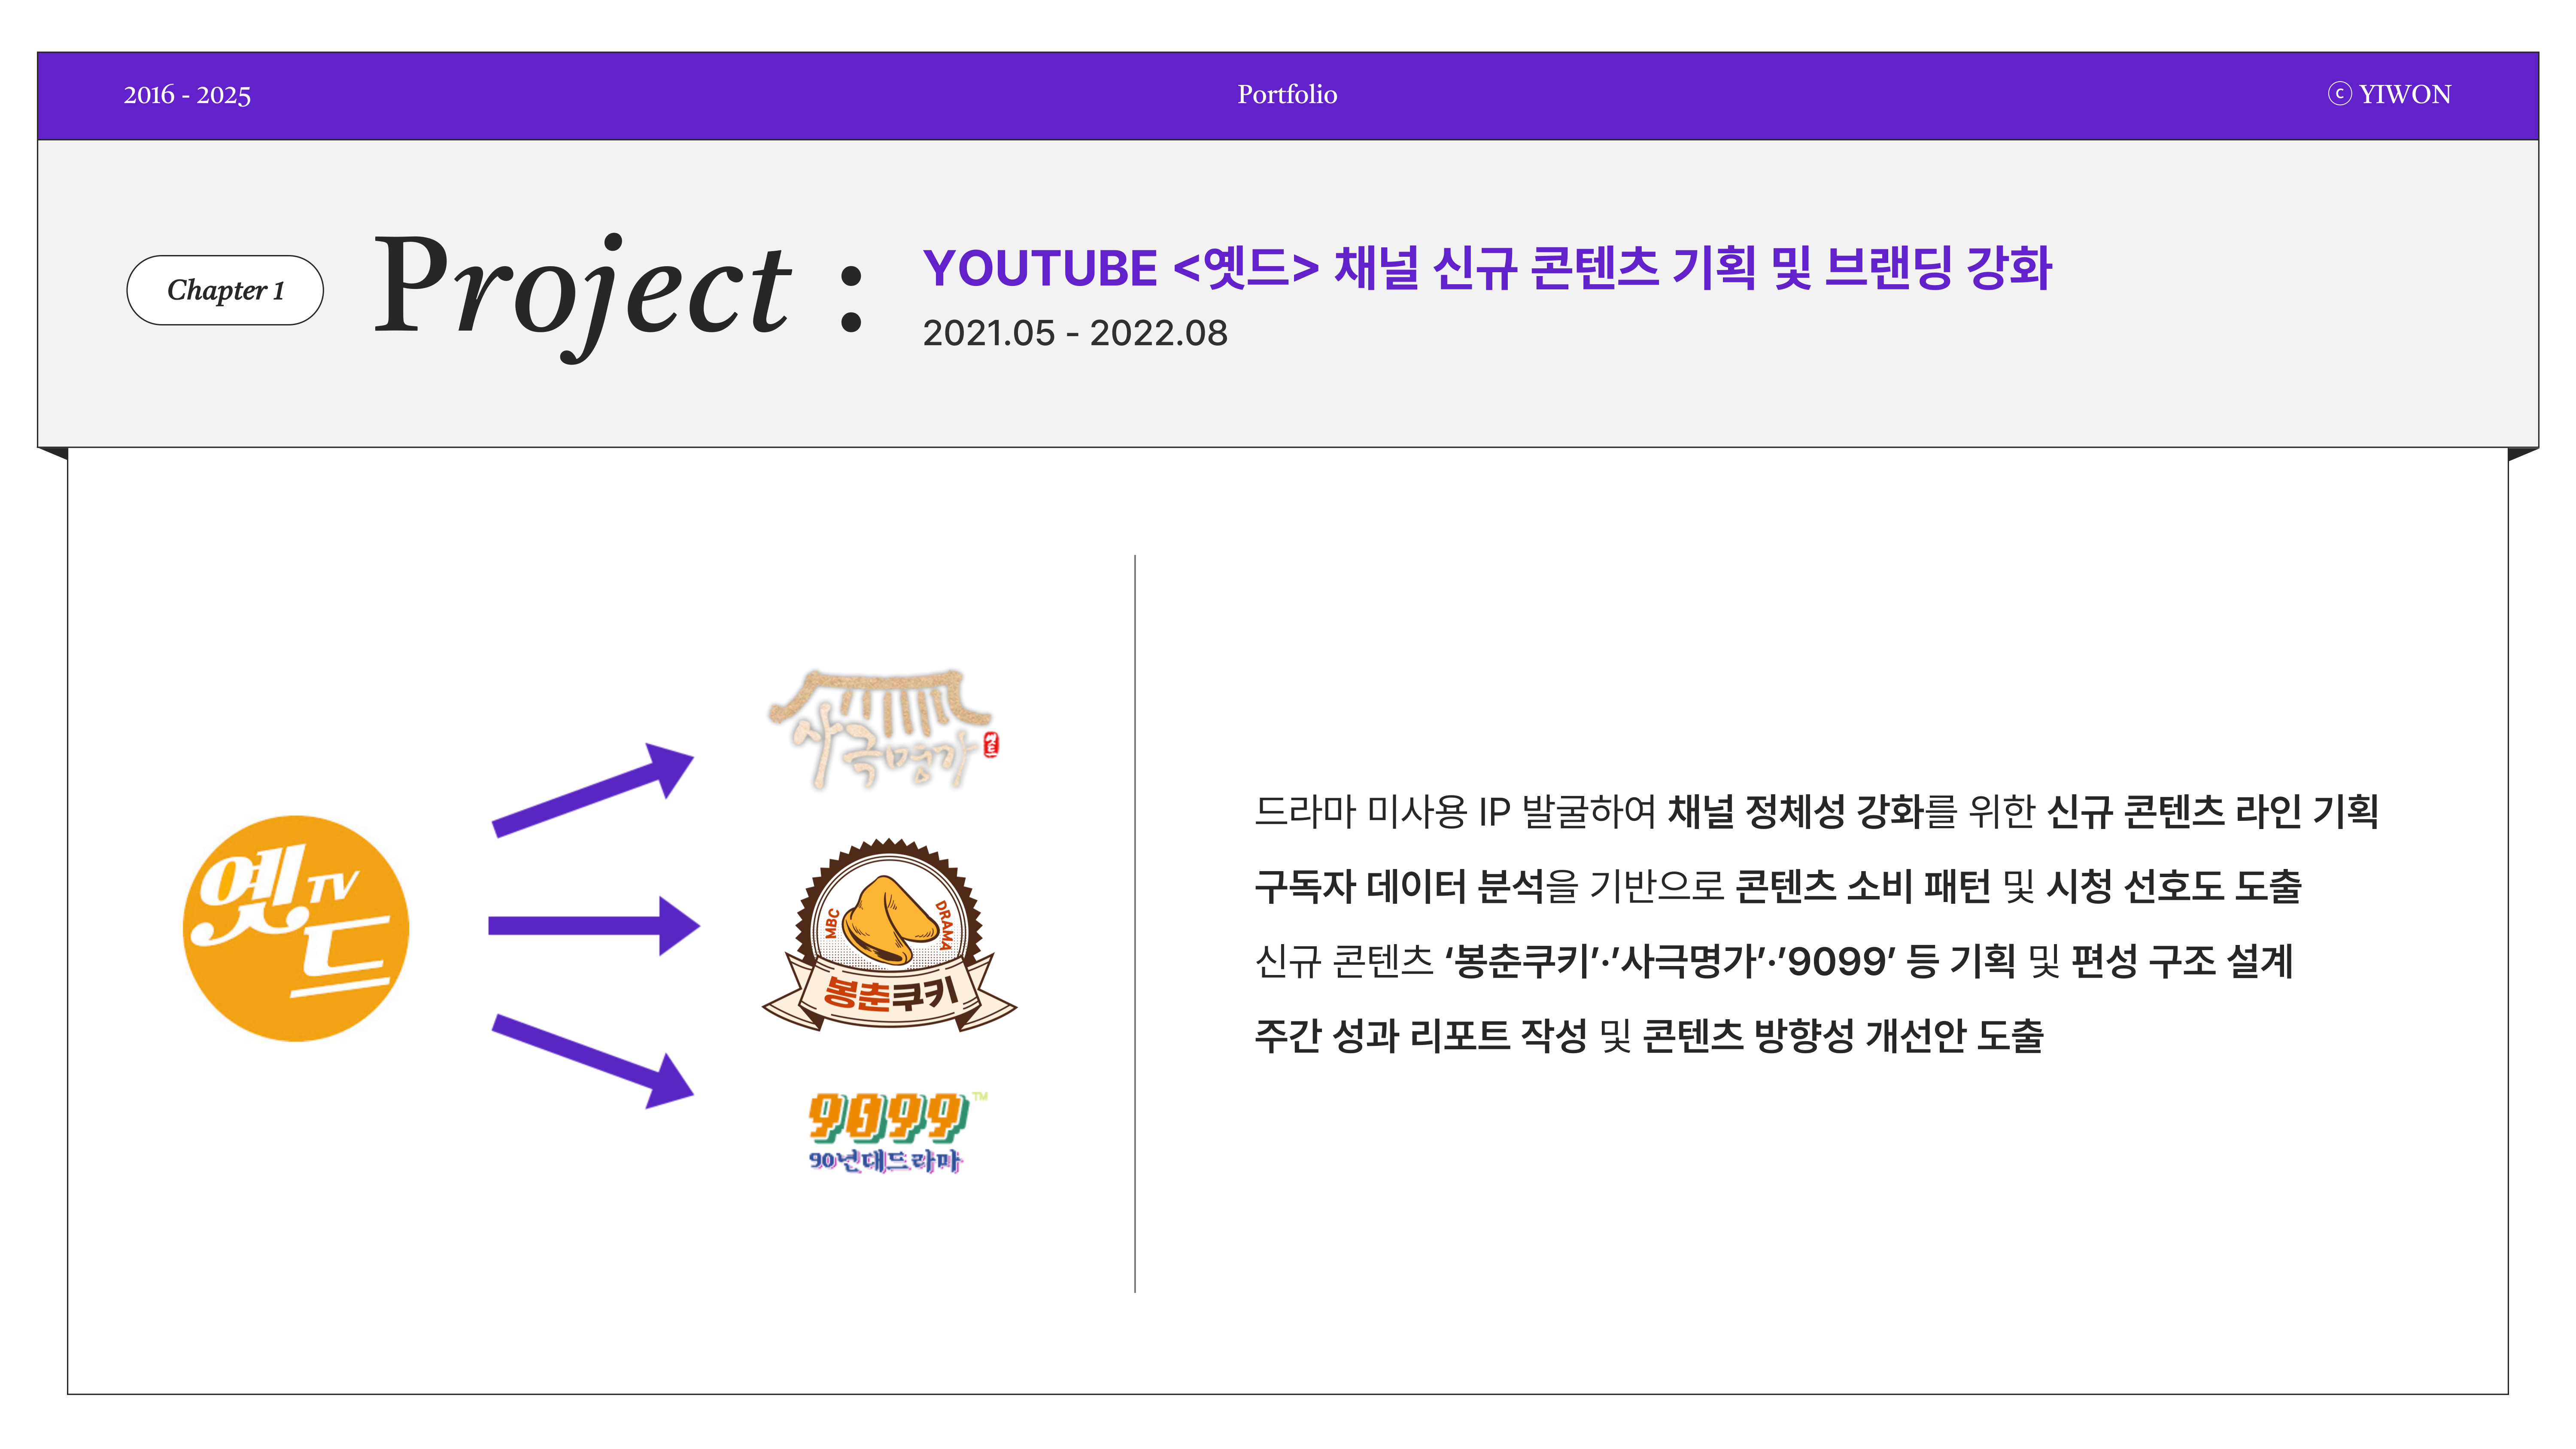 2016 - 2025
Portfolio
ⓒ YIWON
Chapter 1
Project :
YOUTUBE <옛드> 채널 신규 콘텐츠 기획 및 브랜딩 강화
2021.05 - 2022.08
옛드TV
사극명가
옛드
MBC DRAMA
봉춘쿠키
9099™
90년대드라마
드라마 미사용 IP 발굴하여 채널 정체성 강화를 위한 신규 콘텐츠 라인 기획
구독자 데이터 분석을 기반으로 콘텐츠 소비 패턴 및 시청 선호도 도출
신규 콘텐츠 ‘봉춘쿠키’·’사극명가’·’9099’ 등 기획 및 편성 구조 설계
주간 성과 리포트 작성 및 콘텐츠 방향성 개선안 도출